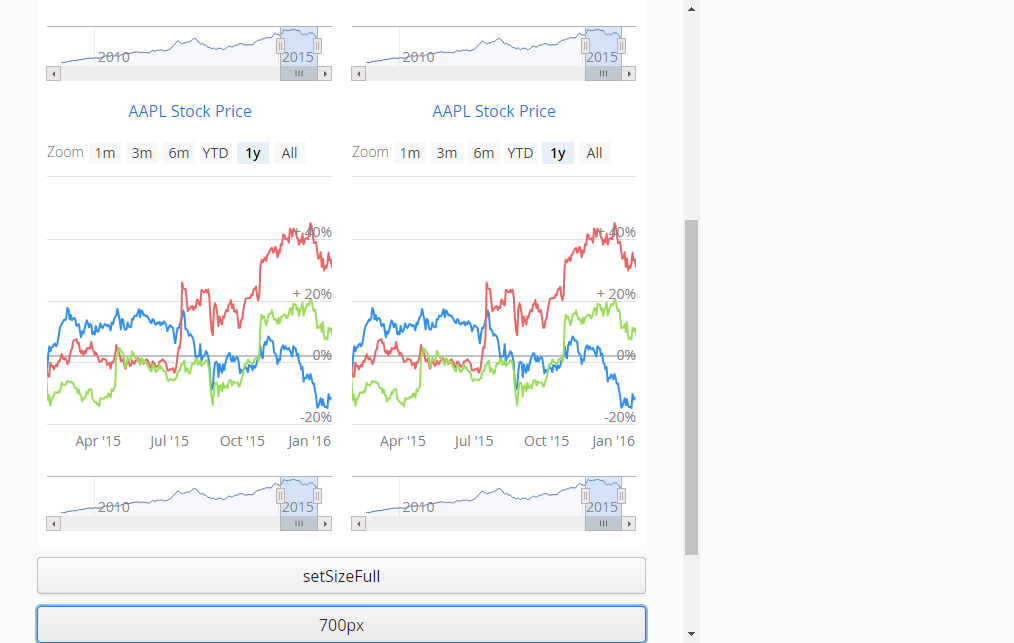 2010 2015 2010 2015
AAPL Stock Price AAPL Stock Price
Zoom 1m 3m 6m YTD 1y All Zoom 1m 3m 6m YTD 1y All
+ 40% + 40%
+ 20% + 20%
0% 0%
-20% -20%
Apr '15 Jul '15 Oct '15 Jan '16 Apr '15 Jul '15 Oct '15 Jan '16
2010 2015 2010 2015
setSizeFull
700px